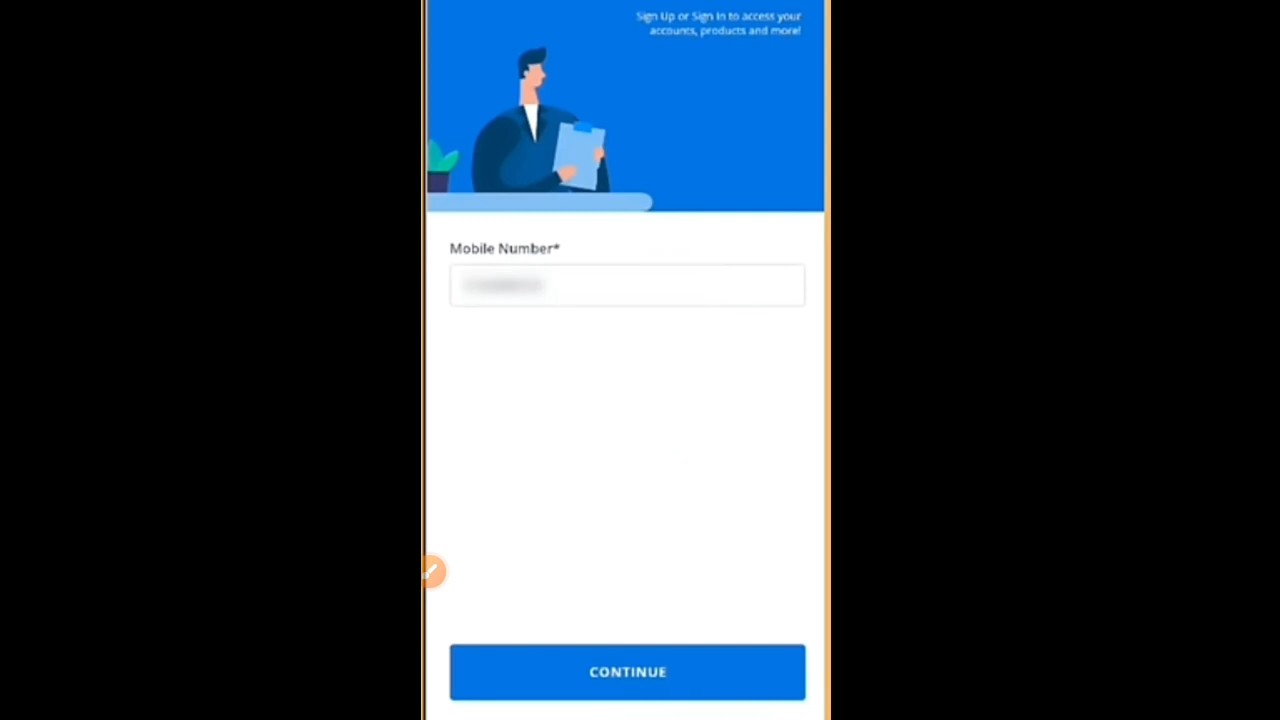 Sign Up or Sign In to access your
accounts, products and more!
Mobile Number*
CONTINUE